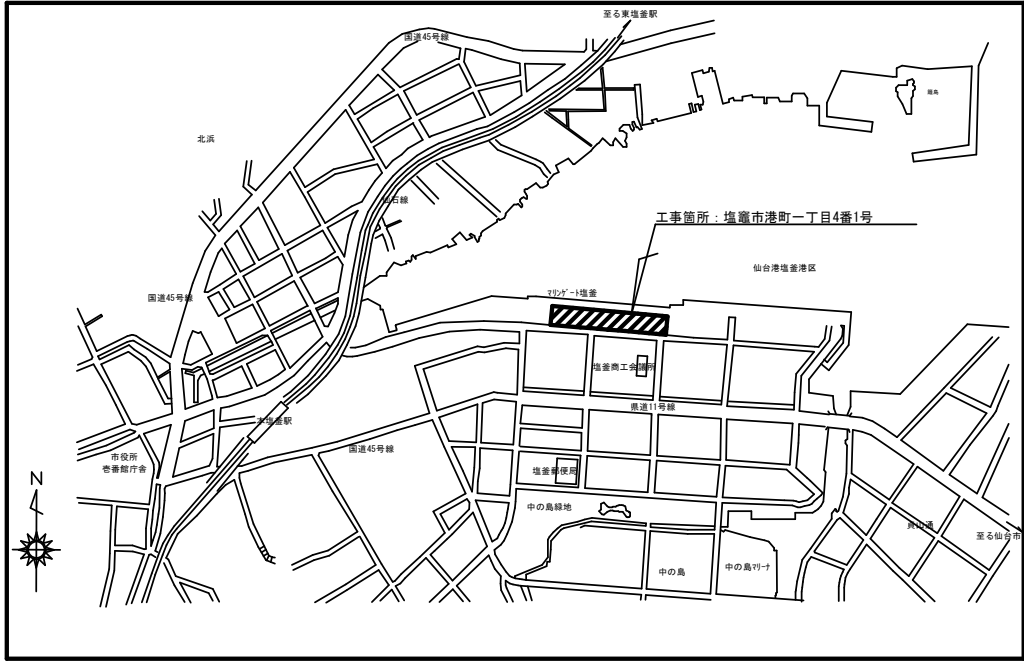 至る東塩釜駅
国道45号線
籬島
北浜
仙石線
工事箇所：塩竈市港町一丁目4番1号
仙台港塩釜港区
国道45号線
マリンゲート塩釜
塩釜商工会議所
県道11号線
本塩釜駅
国道45号線
市役所
壱番館庁舎
塩釜郵便局
N
中の島緑地
貞山通
至る仙台市
中の島
中の島マリーナ